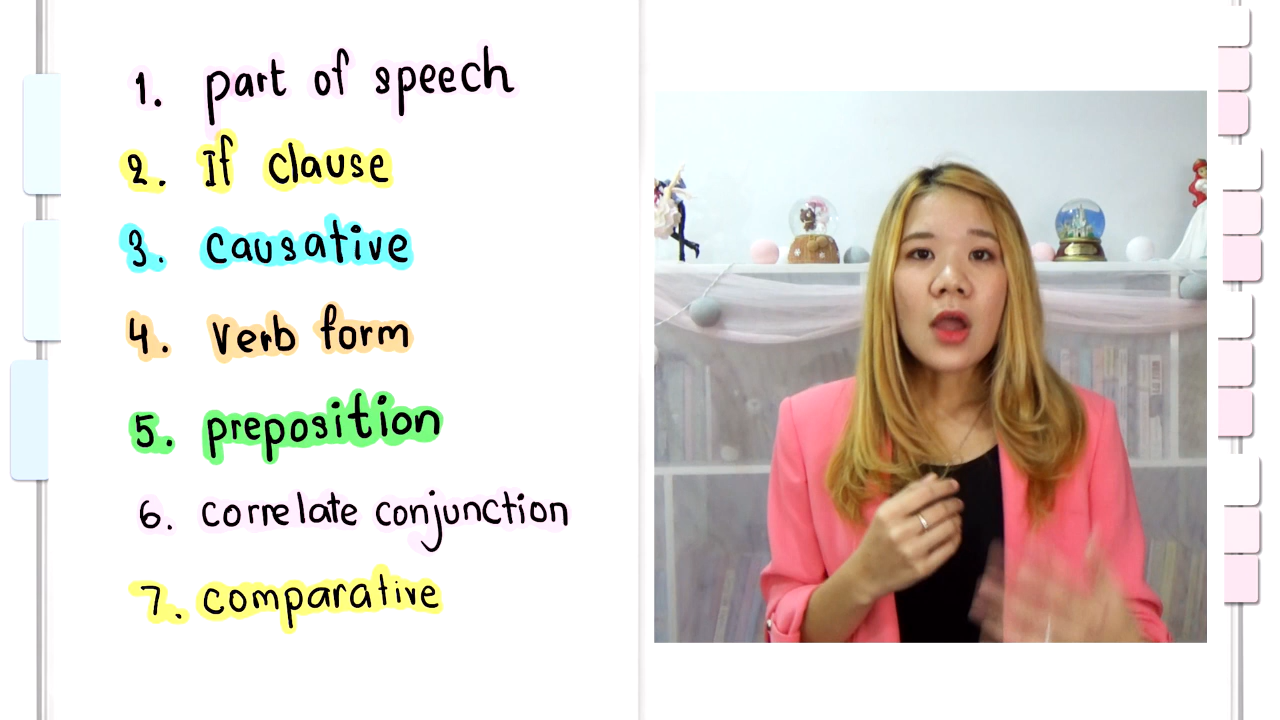 1. part of speech
2. If clause
3. causative
4. Verb form
5. preposition
6. correlate conjunction
7. comparative